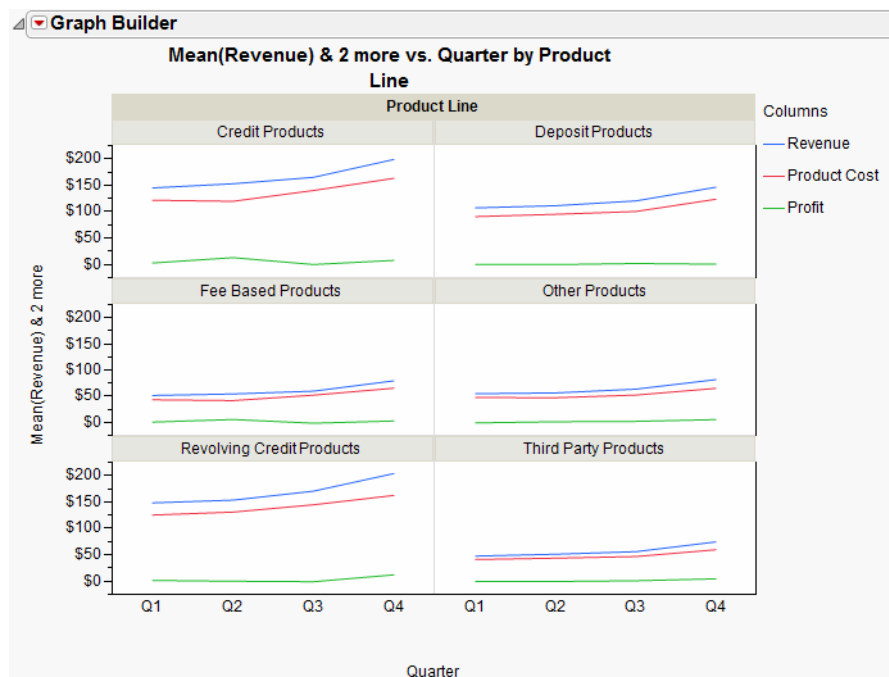 Graph Builder
Mean(Revenue) & 2 more vs. Quarter by Product
Line
Product Line
Credit Products
Deposit Products
$200
$150
$100
$50
$0
Fee Based Products
Other Products
$200
$150
$100
$50
$0
Revolving Credit Products
Third Party Products
$200
$150
$100
$50
$0
Mean(Revenue) & 2 more
Q1 Q2 Q3 Q4 Q1 Q2 Q3 Q4
Quarter
Columns
Revenue
Product Cost
Profit